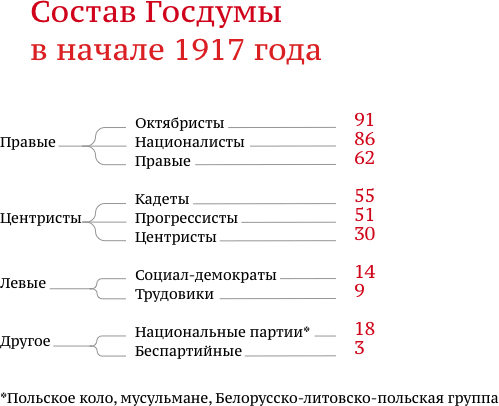 Состав Госдумы
в начале 1917 года
Правые
Октябристы 91
Националисты 86
Правые 62
Центристы
Кадеты 55
Прогрессисты 51
Центристы 30
Левые
Социал-демократы 14
Трудовики 9
Другое
Национальные партии* 18
Беспартийные 3
*Польское коло, мусульмане, Белорусско-литовско-польская группа